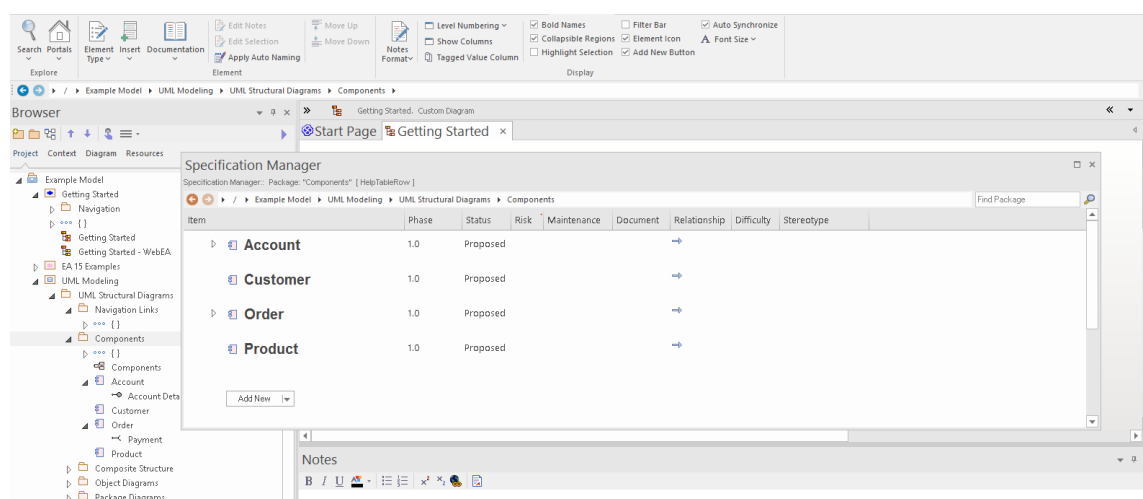 Edit Notes Move Up Level Numbering Bold Names Filter Bar Auto Synchronize
Edit Selection Move Down Show Columns Collapsible Regions Element Icon A Font Size
Search Portals Element Insert Documentation Apply Auto Naming Notes Tagged Value Column Highlight Selection Add New Button
Type Format
Explore Element Display
/ Example Model UML Modeling UML Structural Diagrams Components
Browser
Getting Started. Custom Diagram
Start Page Getting Started ×
Project Context Diagram Resources
Example Model
Getting Started
Navigation
{ }
Getting Started
Getting Started - WebEA
EA 15 Examples
UML Modeling
UML Structural Diagrams
Navigation Links
{ }
Components
{ }
Components
Account
Account Deta
Customer
Order
Payment
Product
Composite Structure
Object Diagrams
Package Diagrams
Specification Manager
Specification Manager:: Package: "Components" [ HelpTableRow ]
/ Example Model UML Modeling UML Structural Diagrams Components Find Package
Item Phase Status Risk Maintenance Document Relationship Difficulty Stereotype
Account 1.0 Proposed
Customer 1.0 Proposed
Order 1.0 Proposed
Product 1.0 Proposed
Add New
Notes
B I U A x² x₂